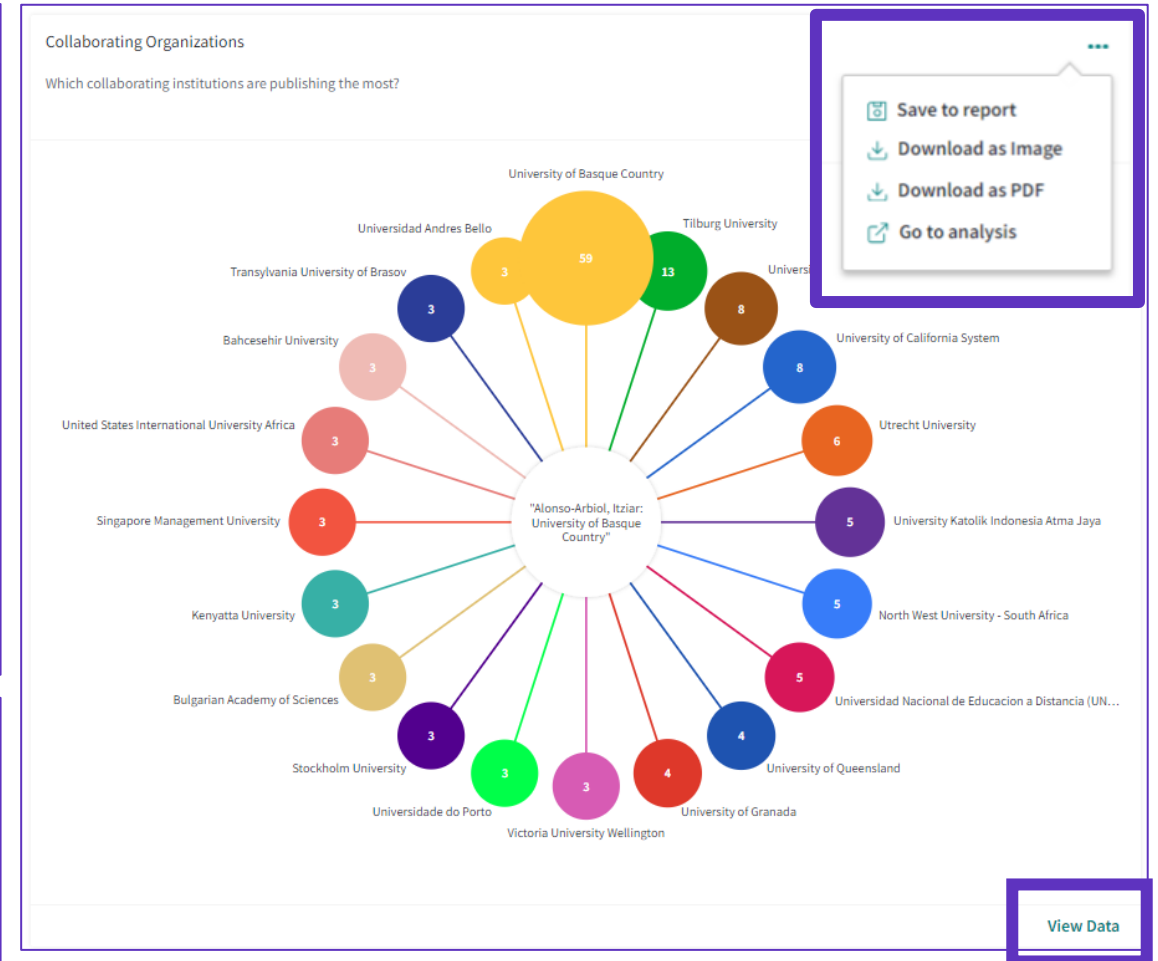 Collaborating Organizations
Which collaborating institutions are publishing the most?
Save to report
Download as Image
Download as PDF
Go to analysis
University of Basque Country
59
Tilburg University
13
8
University of California System
8
Utrecht University
6
University Katolik Indonesia Atma Jaya
5
North West University - South Africa
5
Universidad Nacional de Educacion a Distancia (UN...
5
University of Queensland
4
University of Granada
4
Victoria University Wellington
3
Universidade do Porto
3
Stockholm University
3
Bulgarian Academy of Sciences
3
Kenyatta University
3
Singapore Management University
3
United States International University Africa
3
Bahcesehir University
3
Transylvania University of Brasov
3
Universidad Andres Bello
3
"Alonso-Arbiol, Itziar:
University of Basque
Country"
View Data